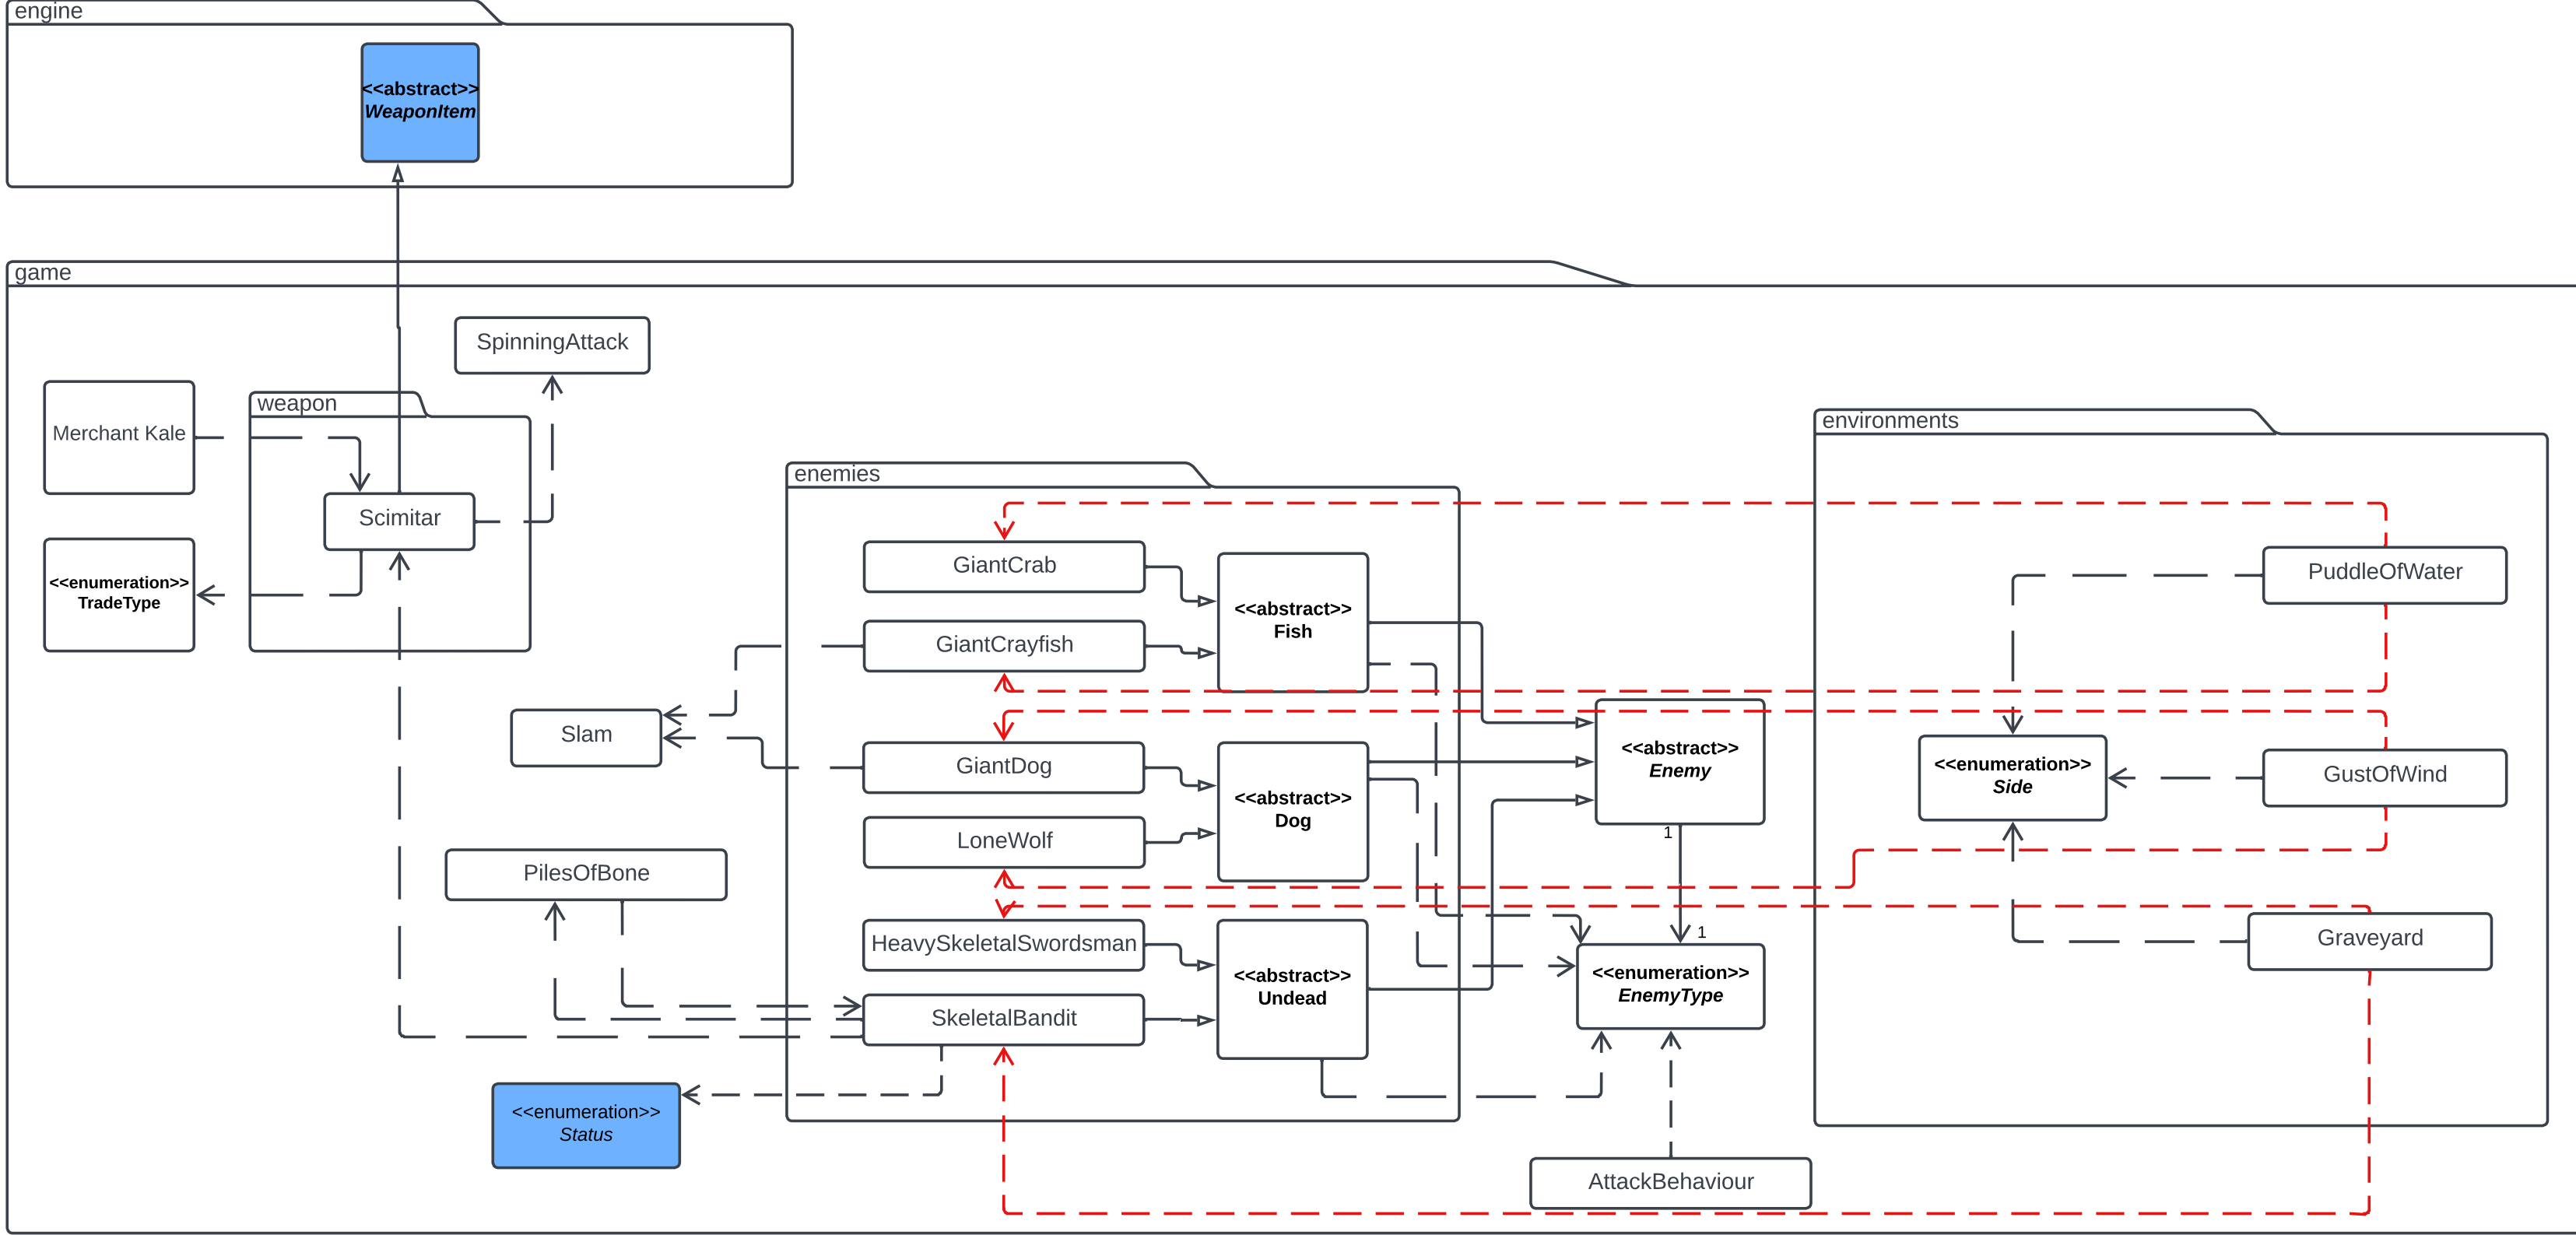 engine
<<abstract>>
WeaponItem
game
SpinningAttack
Merchant Kale
weapon
Scimitar
<<enumeration>>
TradeType
enemies
GiantCrab
GiantCrayfish
<<abstract>>
Fish
Slam
GiantDog
LoneWolf
<<abstract>>
Dog
<<abstract>>
Enemy
1
1
PilesOfBone
HeavySkeletalSwordsman
SkeletalBandit
<<abstract>>
Undead
<<enumeration>>
EnemyType
<<enumeration>>
Status
AttackBehaviour
environments
PuddleOfWater
<<enumeration>>
Side
GustOfWind
Graveyard